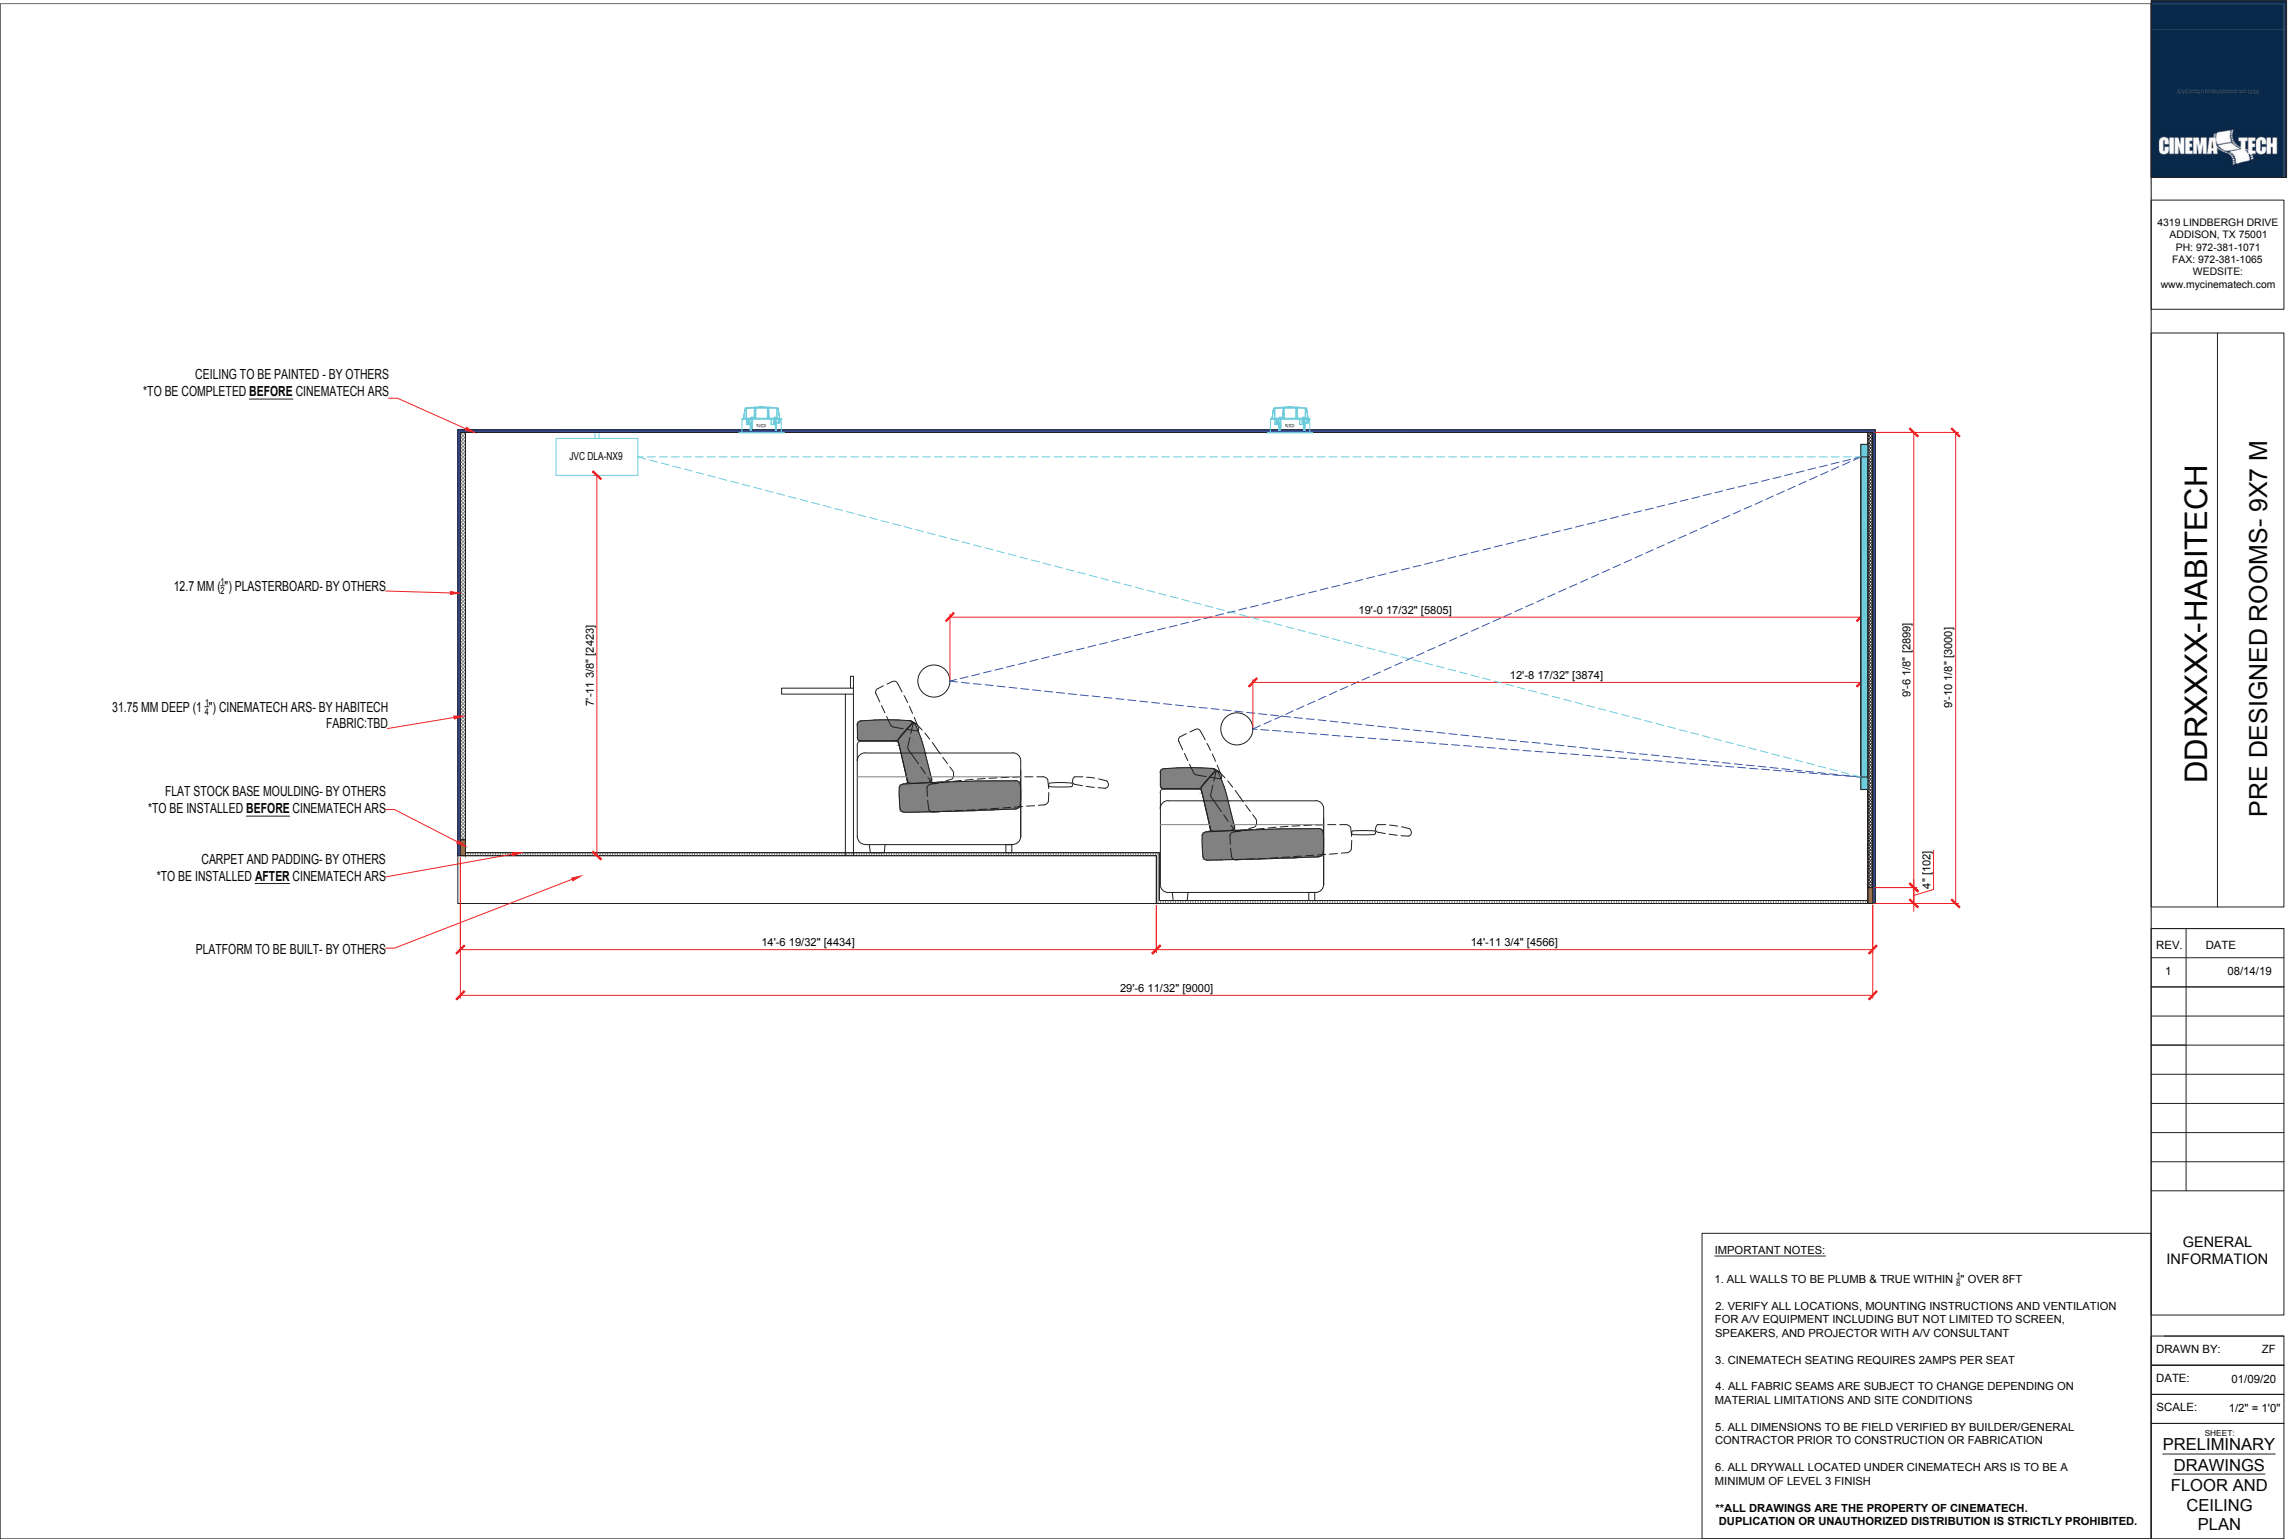 CINEMA TECH
4319 LINDBERGH DRIVE
ADDISON, TX 75001
PH: 972-381-1071
FAX: 972-381-1065
WEDSITE:
www.mycinematech.com
DDRXXXX-HABITECH
PRE DESIGNED ROOMS- 9X7 M
REV. DATE
1 08/14/19
GENERAL
INFORMATION
DRAWN BY: ZF
DATE: 01/09/20
SCALE: 1/2" = 1'0"
SHEET:
PRELIMINARY
DRAWINGS
FLOOR AND
CEILING
PLAN
CEILING TO BE PAINTED - BY OTHERS
*TO BE COMPLETED BEFORE CINEMATECH ARS
12.7 MM (1/2") PLASTERBOARD- BY OTHERS
31.75 MM DEEP (1 1/4") CINEMATECH ARS- BY HABITECH
FABRIC:TBD
FLAT STOCK BASE MOULDING- BY OTHERS
*TO BE INSTALLED BEFORE CINEMATECH ARS
CARPET AND PADDING- BY OTHERS
*TO BE INSTALLED AFTER CINEMATECH ARS
PLATFORM TO BE BUILT- BY OTHERS
JVC DLA-NX9
7'-11 3/8" [2423]
19'-0 17/32" [5805]
12'-8 17/32" [3874]
9'-6 1/8" [2899]
9'-10 1/8" [3000]
4" [102]
14'-6 19/32" [4434]
14'-11 3/4" [4566]
29'-6 11/32" [9000]
IMPORTANT NOTES:
1. ALL WALLS TO BE PLUMB & TRUE WITHIN 1/8" OVER 8FT
2. VERIFY ALL LOCATIONS, MOUNTING INSTRUCTIONS AND VENTILATION
FOR A/V EQUIPMENT INCLUDING BUT NOT LIMITED TO SCREEN,
SPEAKERS, AND PROJECTOR WITH A/V CONSULTANT
3. CINEMATECH SEATING REQUIRES 2AMPS PER SEAT
4. ALL FABRIC SEAMS ARE SUBJECT TO CHANGE DEPENDING ON
MATERIAL LIMITATIONS AND SITE CONDITIONS
5. ALL DIMENSIONS TO BE FIELD VERIFIED BY BUILDER/GENERAL
CONTRACTOR PRIOR TO CONSTRUCTION OR FABRICATION
6. ALL DRYWALL LOCATED UNDER CINEMATECH ARS IS TO BE A
MINIMUM OF LEVEL 3 FINISH
**ALL DRAWINGS ARE THE PROPERTY OF CINEMATECH.
DUPLICATION OR UNAUTHORIZED DISTRIBUTION IS STRICTLY PROHIBITED.